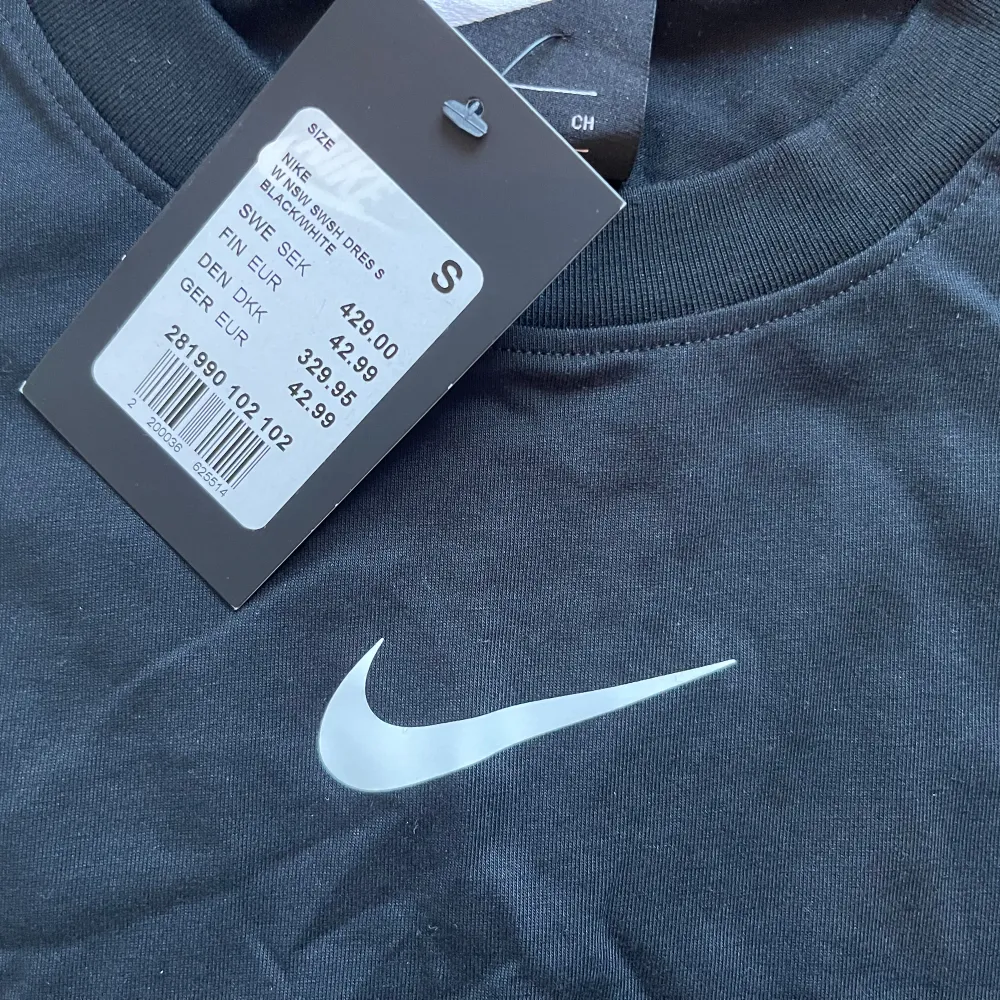 CH
SIZE
S
NIKE
NIKE
W NSW SWSH DRES S
BLACK/WHITE
SWE SEK 429.00
FIN EUR 42.99
DEN DKK 329.95
GER EUR 42.99
281990 102 102
2 200036 625514